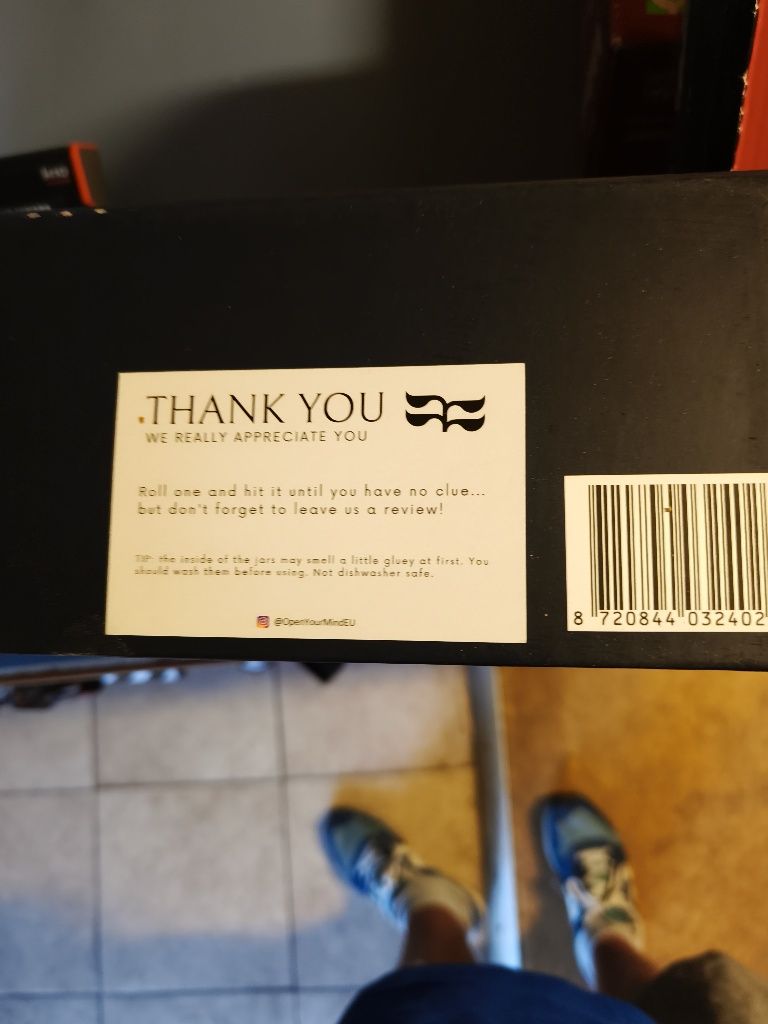 THANK YOU
WE REALLY APPRECIATE YOU
Roll one and hit it until you have no clue...
but don't forget to leave us a review!
TIP: the inside of the jars may smell a little gluey at first. You
should wash them before using. Not dishwasher safe.
@OpenYourMindEU
8 720844 032402